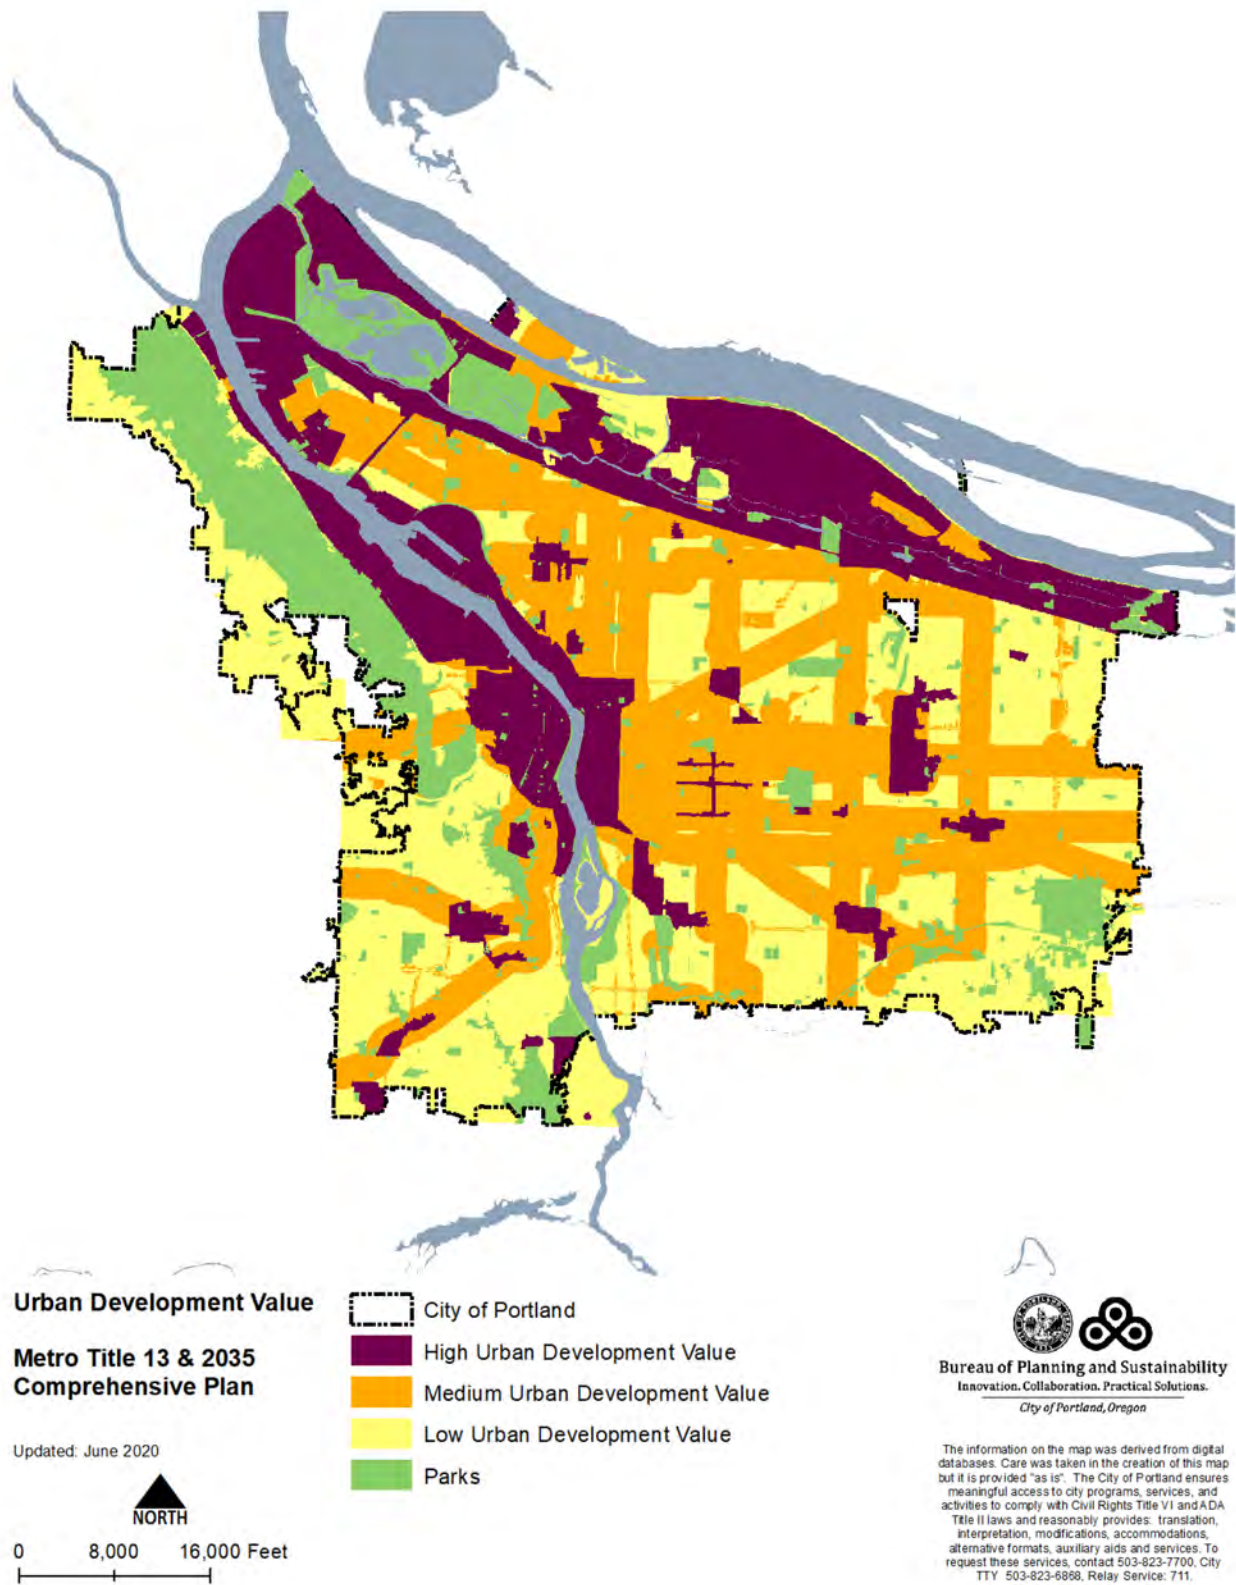 Urban Development Value
Metro Title 13 & 2035
Comprehensive Plan
Updated: June 2020
NORTH
0 8,000 16,000 Feet
City of Portland
High Urban Development Value
Medium Urban Development Value
Low Urban Development Value
Parks
Bureau of Planning and Sustainability
Innovation. Collaboration. Practical Solutions.
City of Portland, Oregon
The information on the map was derived from digital
databases. Care was taken in the creation of this map
but it is provided "as is". The City of Portland ensures
meaningful access to city programs, services, and
activities to comply with Civil Rights Title VI and ADA
Title II laws and reasonably provides: translation,
interpretation, modifications, accommodations,
alternative formats, auxiliary aids and services. To
request these services, contact 503-823-7700, City
TTY 503-823-6868, Relay Service: 711.